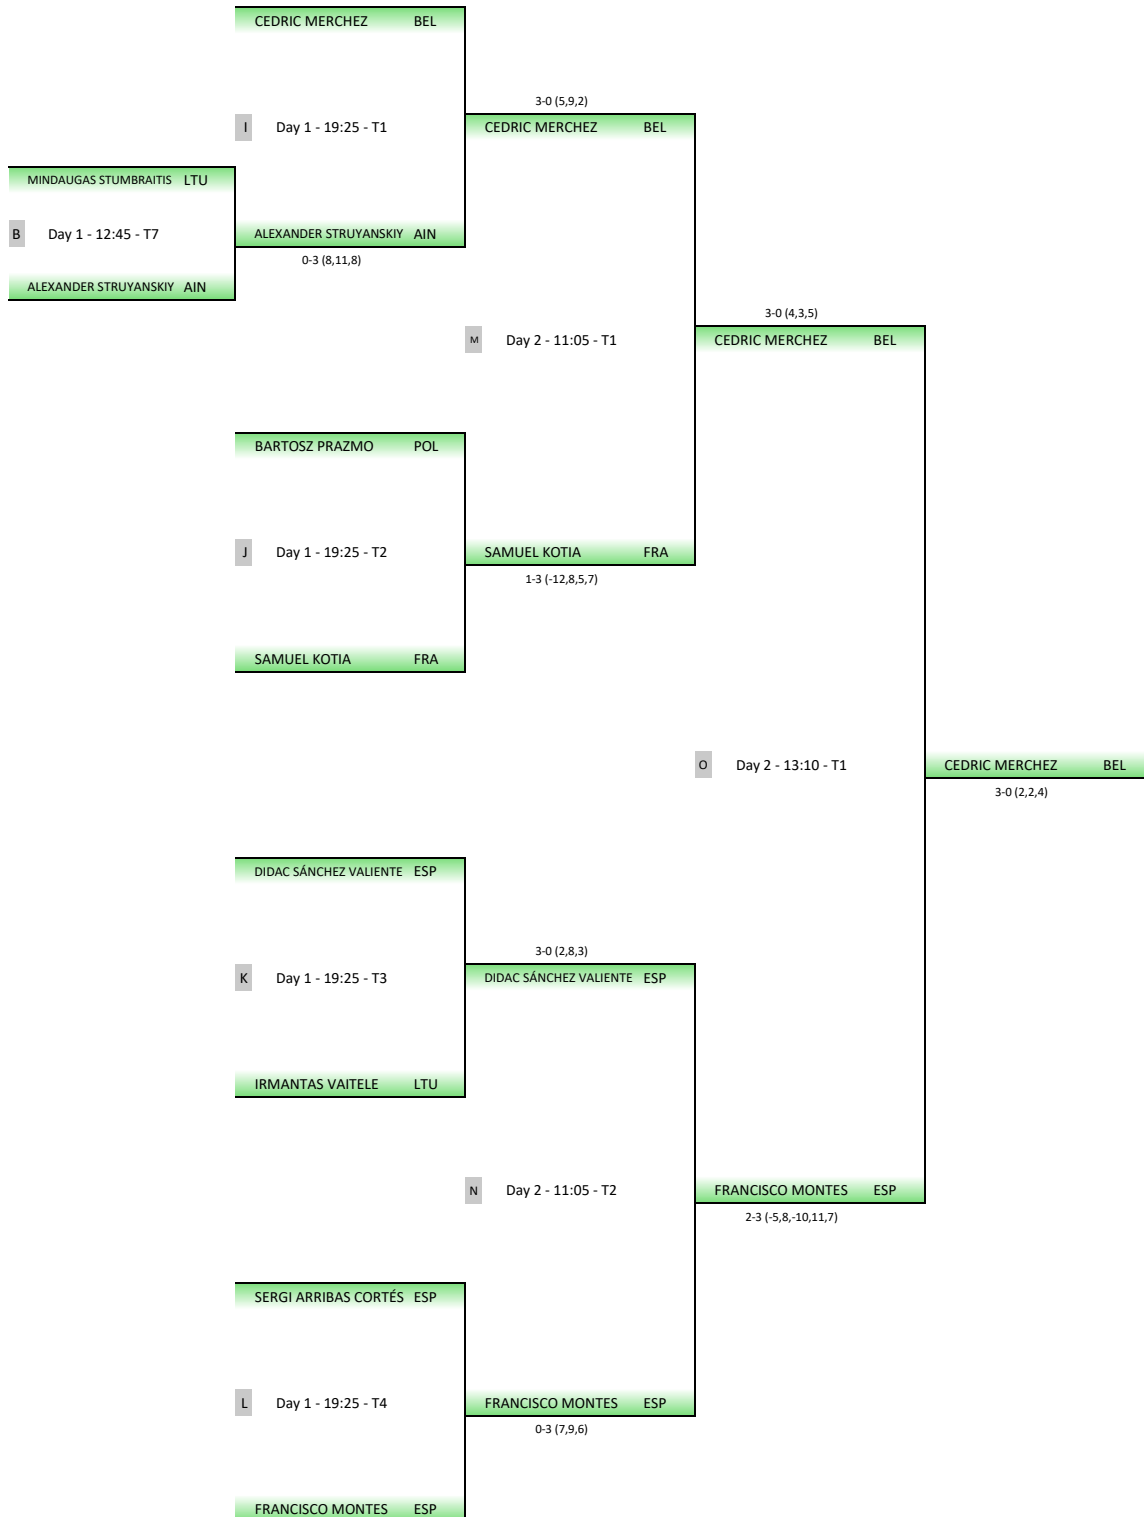 CEDRIC MERCHEZ BEL
3-0 (5,9,2)
I Day 1 - 19:25 - T1 CEDRIC MERCHEZ BEL
MINDAUGAS STUMBRAITIS LTU
B Day 1 - 12:45 - T7 ALEXANDER STRUYANSKIY AIN
0-3 (8,11,8)
ALEXANDER STRUYANSKIY AIN
3-0 (4,3,5)
M Day 2 - 11:05 - T1 CEDRIC MERCHEZ BEL
BARTOSZ PRAZMO POL
J Day 1 - 19:25 - T2 SAMUEL KOTIA FRA
1-3 (-12,8,5,7)
SAMUEL KOTIA FRA
O Day 2 - 13:10 - T1 CEDRIC MERCHEZ BEL
3-0 (2,2,4)
DIDAC SÁNCHEZ VALIENTE ESP
3-0 (2,8,3)
K Day 1 - 19:25 - T3 DIDAC SÁNCHEZ VALIENTE ESP
IRMANTAS VAITELE LTU
N Day 2 - 11:05 - T2 FRANCISCO MONTES ESP
2-3 (-5,8,-10,11,7)
SERGI ARRIBAS CORTÉS ESP
L Day 1 - 19:25 - T4 FRANCISCO MONTES ESP
0-3 (7,9,6)
FRANCISCO MONTES ESP